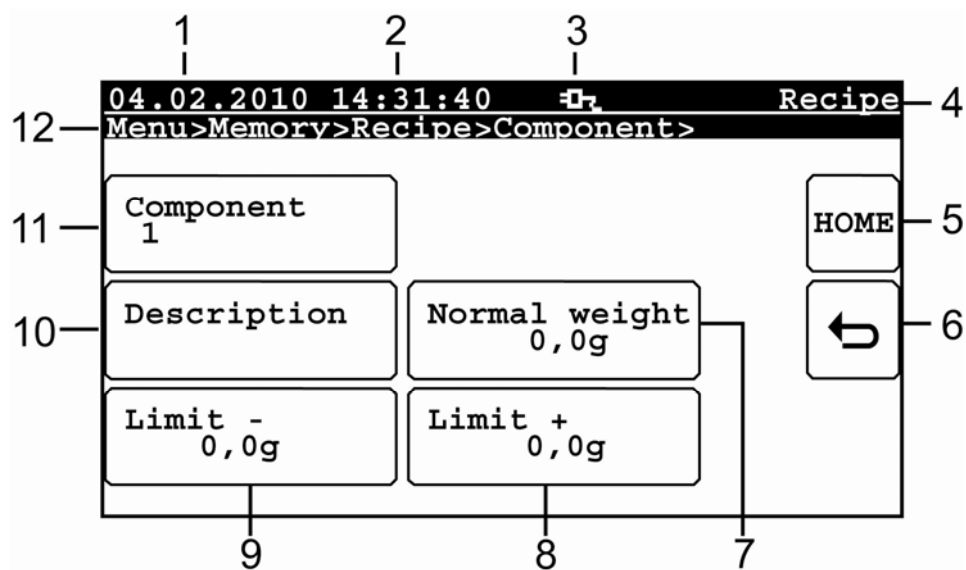 1 2 3
04.02.2010 14:31:40 Recipe
4
12
Menu>Memory>Recipe>Component>
11
Component
1
HOME
5
10
Description
Normal weight
0,0g
6
Limit -
0,0g
Limit +
0,0g
9 8 7